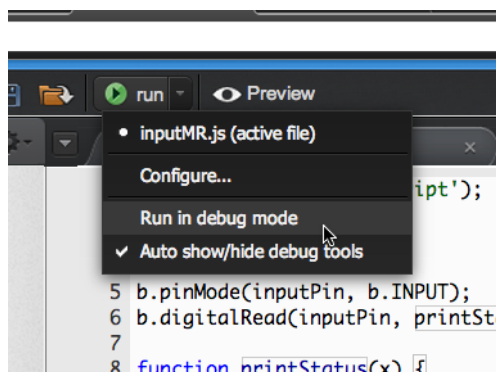 run Preview
inputMR.js (active file)
Configure...
ipt');
Run in debug mode
Auto show/hide debug tools
5 b.pinMode(inputPin, b.INPUT);
6 b.digitalRead(inputPin, printSt
7
8 function printStatus(x) {